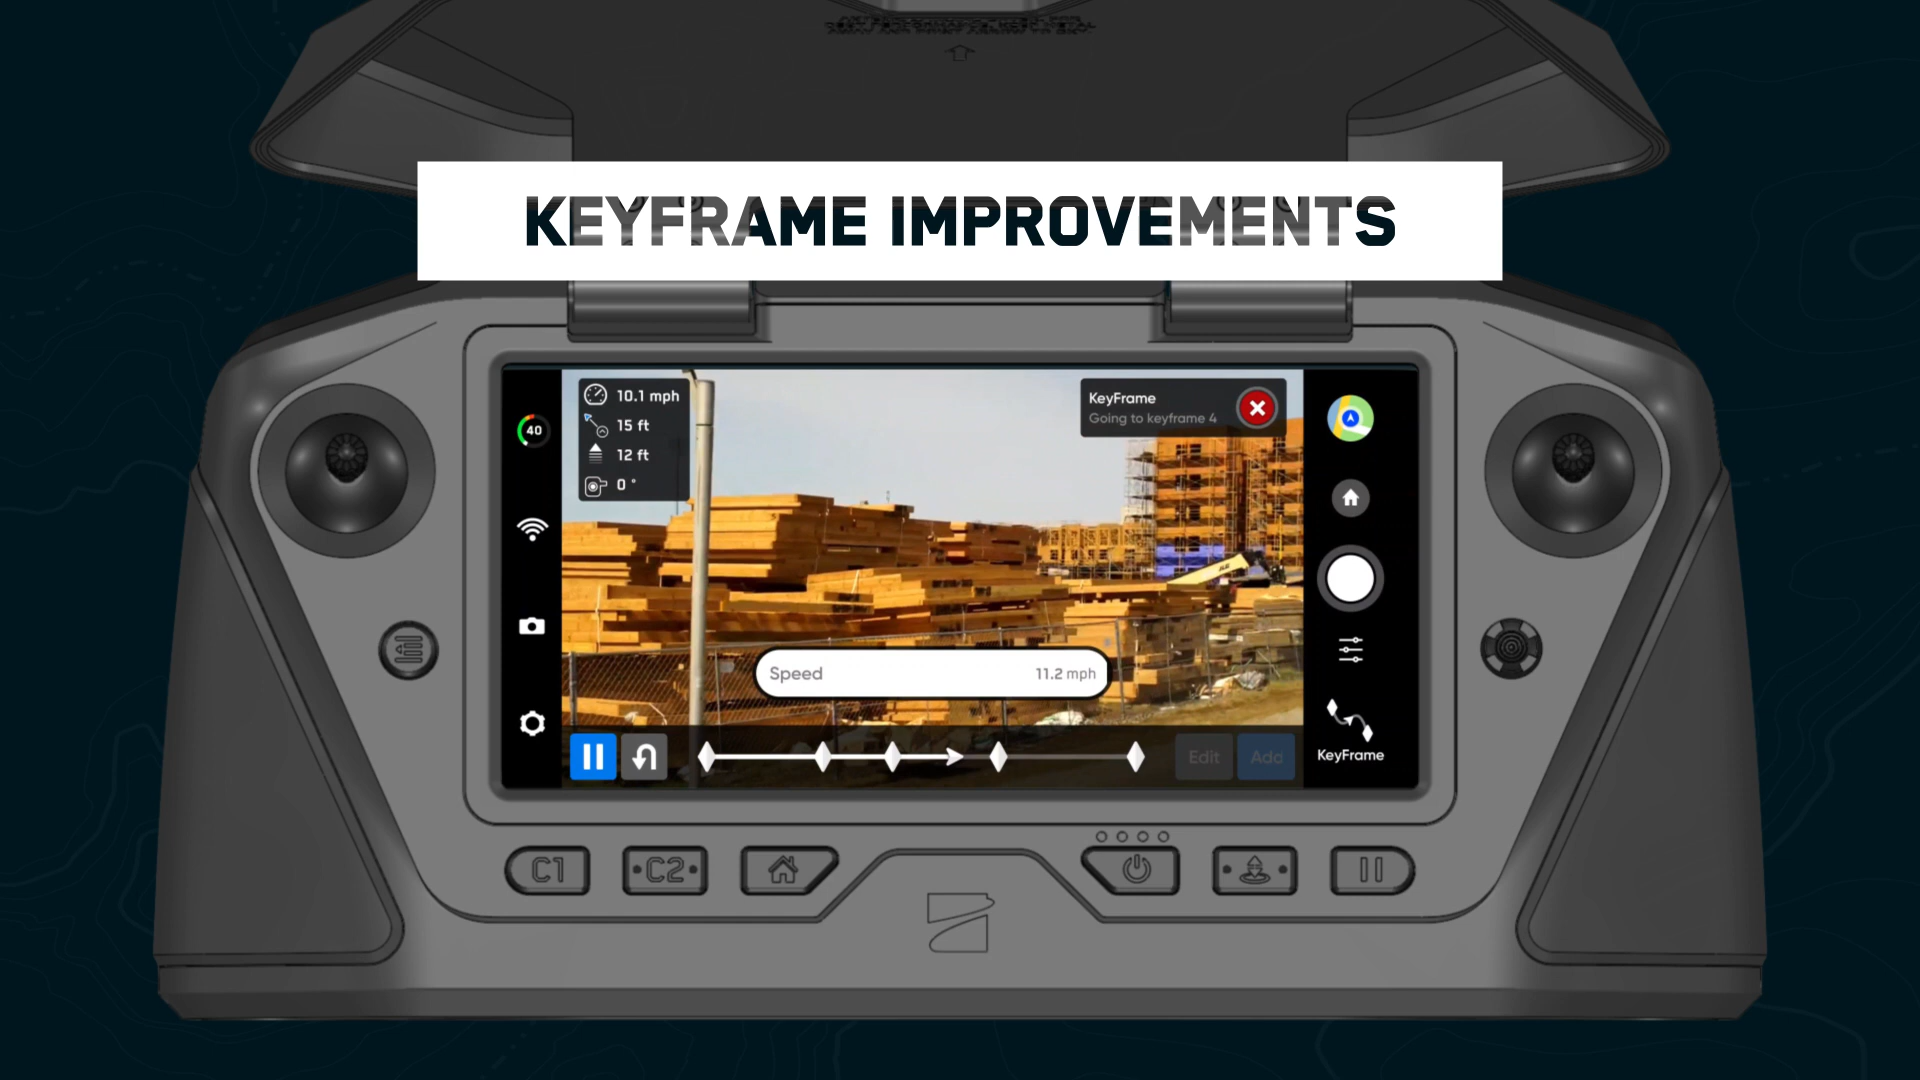 KEYFRAME IMPROVEMENTS
10.1 mph
15 ft
12 ft
0 °
KeyFrame
Going to keyframe 4
40
Speed 11.2 mph
Edit Add
KeyFrame
C1 C2